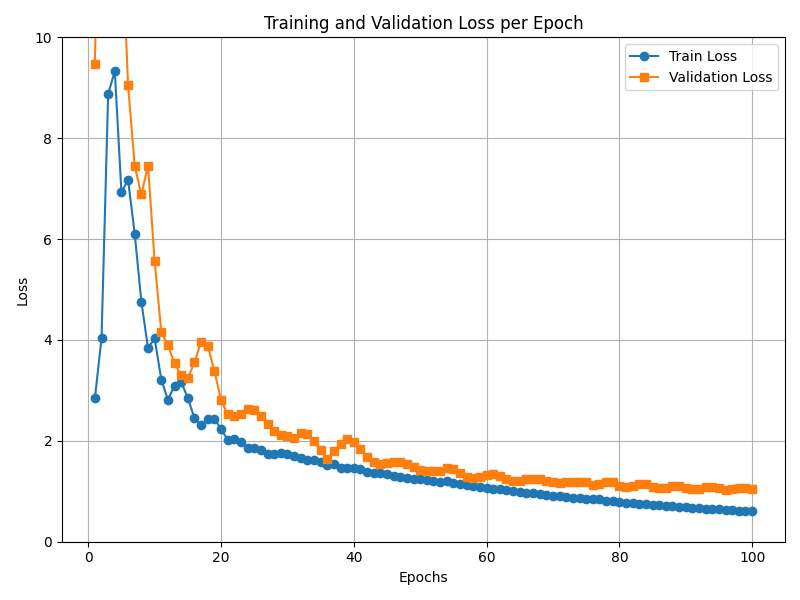 Training and Validation Loss per Epoch
Train Loss
Validation Loss
10
8
6
4
2
0
Loss
0 20 40 60 80 100
Epochs